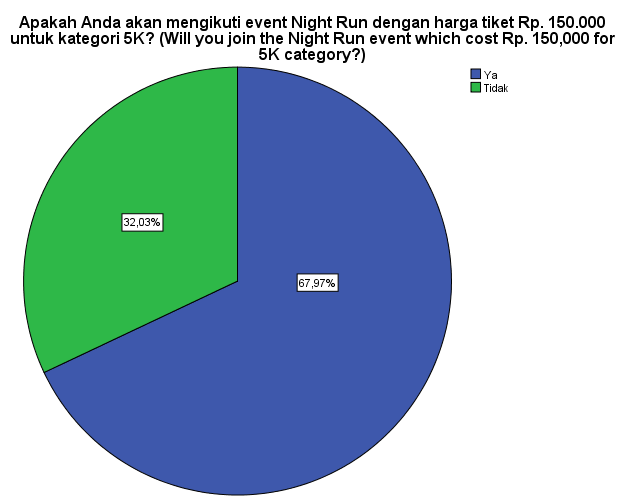 Apakah Anda akan mengikuti event Night Run dengan harga tiket Rp. 150.000
untuk kategori 5K? (Will you join the Night Run event which cost Rp. 150,000 for
5K category?)
Ya
Tidak
32,03%
67,97%